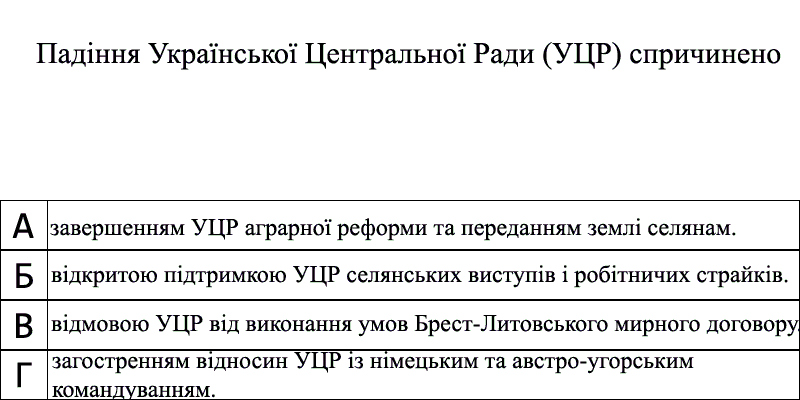 Падіння Української Центральної Ради (УЦР) спричинено
А завершенням УЦР аграрної реформи та переданням землі селянам.
Б відкритою підтримкою УЦР селянських виступів і робітничих страйків.
В відмовою УЦР від виконання умов Брест-Литовського мирного договору.
Г загостренням відносин УЦР із німецьким та австро-угорським
командуванням.